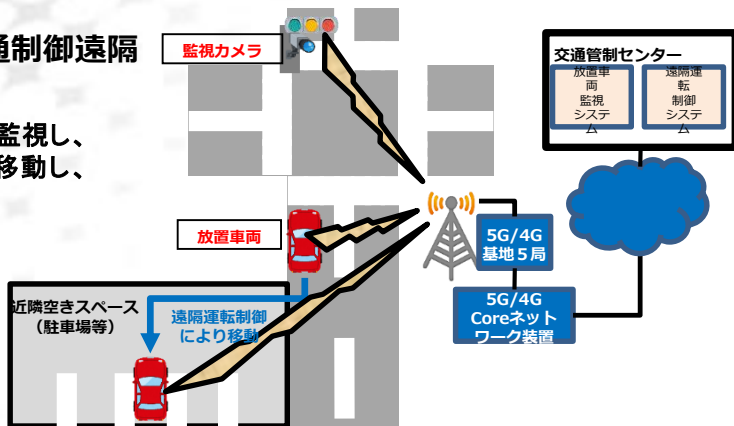 通制御遠隔
監視し、
移動し、
監視カメラ
放置車両
近隣空きスペース
（駐車場等）
遠隔運転制御
により移動
5G/4G
基地５局
5G/4G
Coreネット
ワーク装置
交通管制センター
放置車
両
監視
システ
ム
遠隔運
転
制御
システ
ム